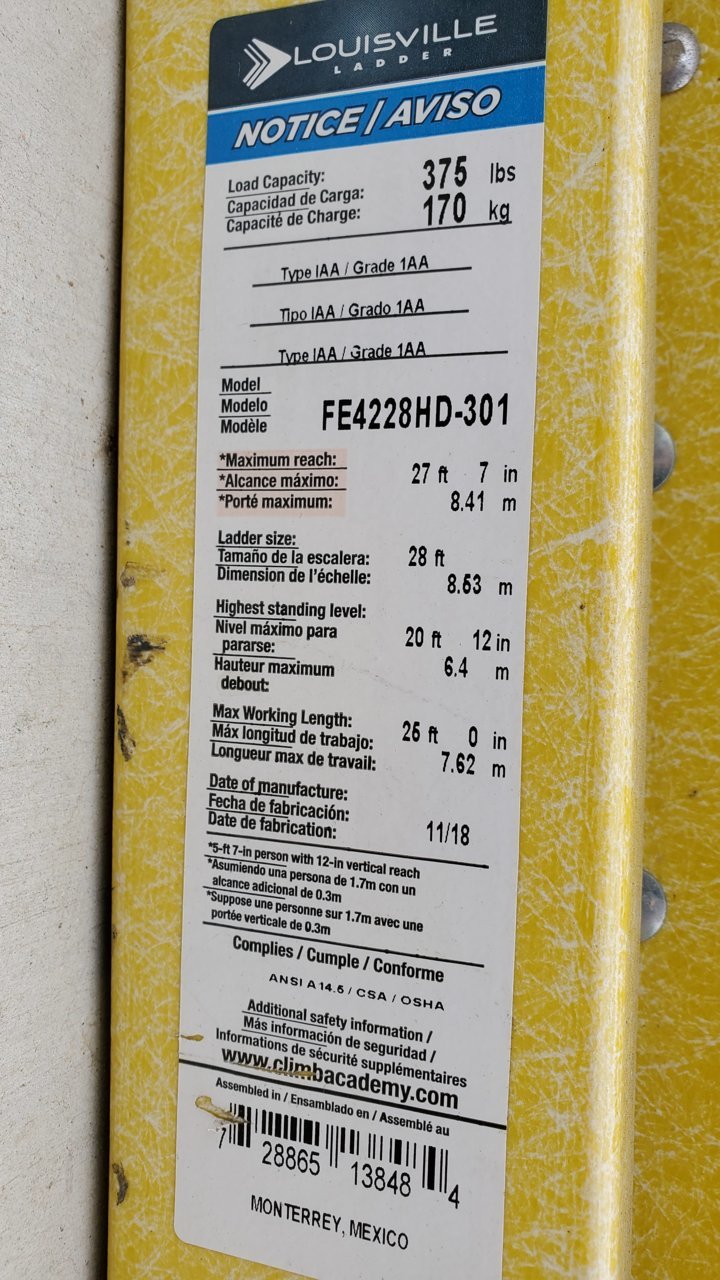 LOUISVILLE
LADDER
NOTICE / AVISO
Load Capacity: 375 lbs
Capacidad de Carga:
Capacité de Charge: 170 kg
Type IAA / Grade 1AA
Tipo IAA / Grado 1AA
Type IAA / Grade 1AA
Model
Modelo FE4228HD-301
Modèle
*Maximum reach: 27 ft 7 in
*Alcance máximo:
*Porté maximum: 8.41 m
Ladder size:
Tamaño de la escalera: 28 ft
Dimension de l'échelle: 8.53 m
Highest standing level:
Nivel máximo para 20 ft 12 in
pararse:
Hauteur maximum 6.4 m
debout:
Max Working Length:
Máx longitud de trabajo: 25 ft 0 in
Longueur max de travail: 7.62 m
Date of manufacture:
Fecha de fabricación:
Date de fabrication: 11/18
*5-ft 7-in person with 12-in vertical reach
*Asumiendo una persona de 1.7m con un
alcance adicional de 0.3m
*Suppose une personne sur 1.7m avec une
portée verticale de 0.3m
Complies / Cumple / Conforme
ANSI A14.5 / CSA / OSHA
Additional safety information /
Más información de seguridad /
Informations de sécurité supplémentaires
www.climbacademy.com
Assembled in / Ensamblado en / Assemblé au
7 28865 13848 4
MONTERREY, MEXICO